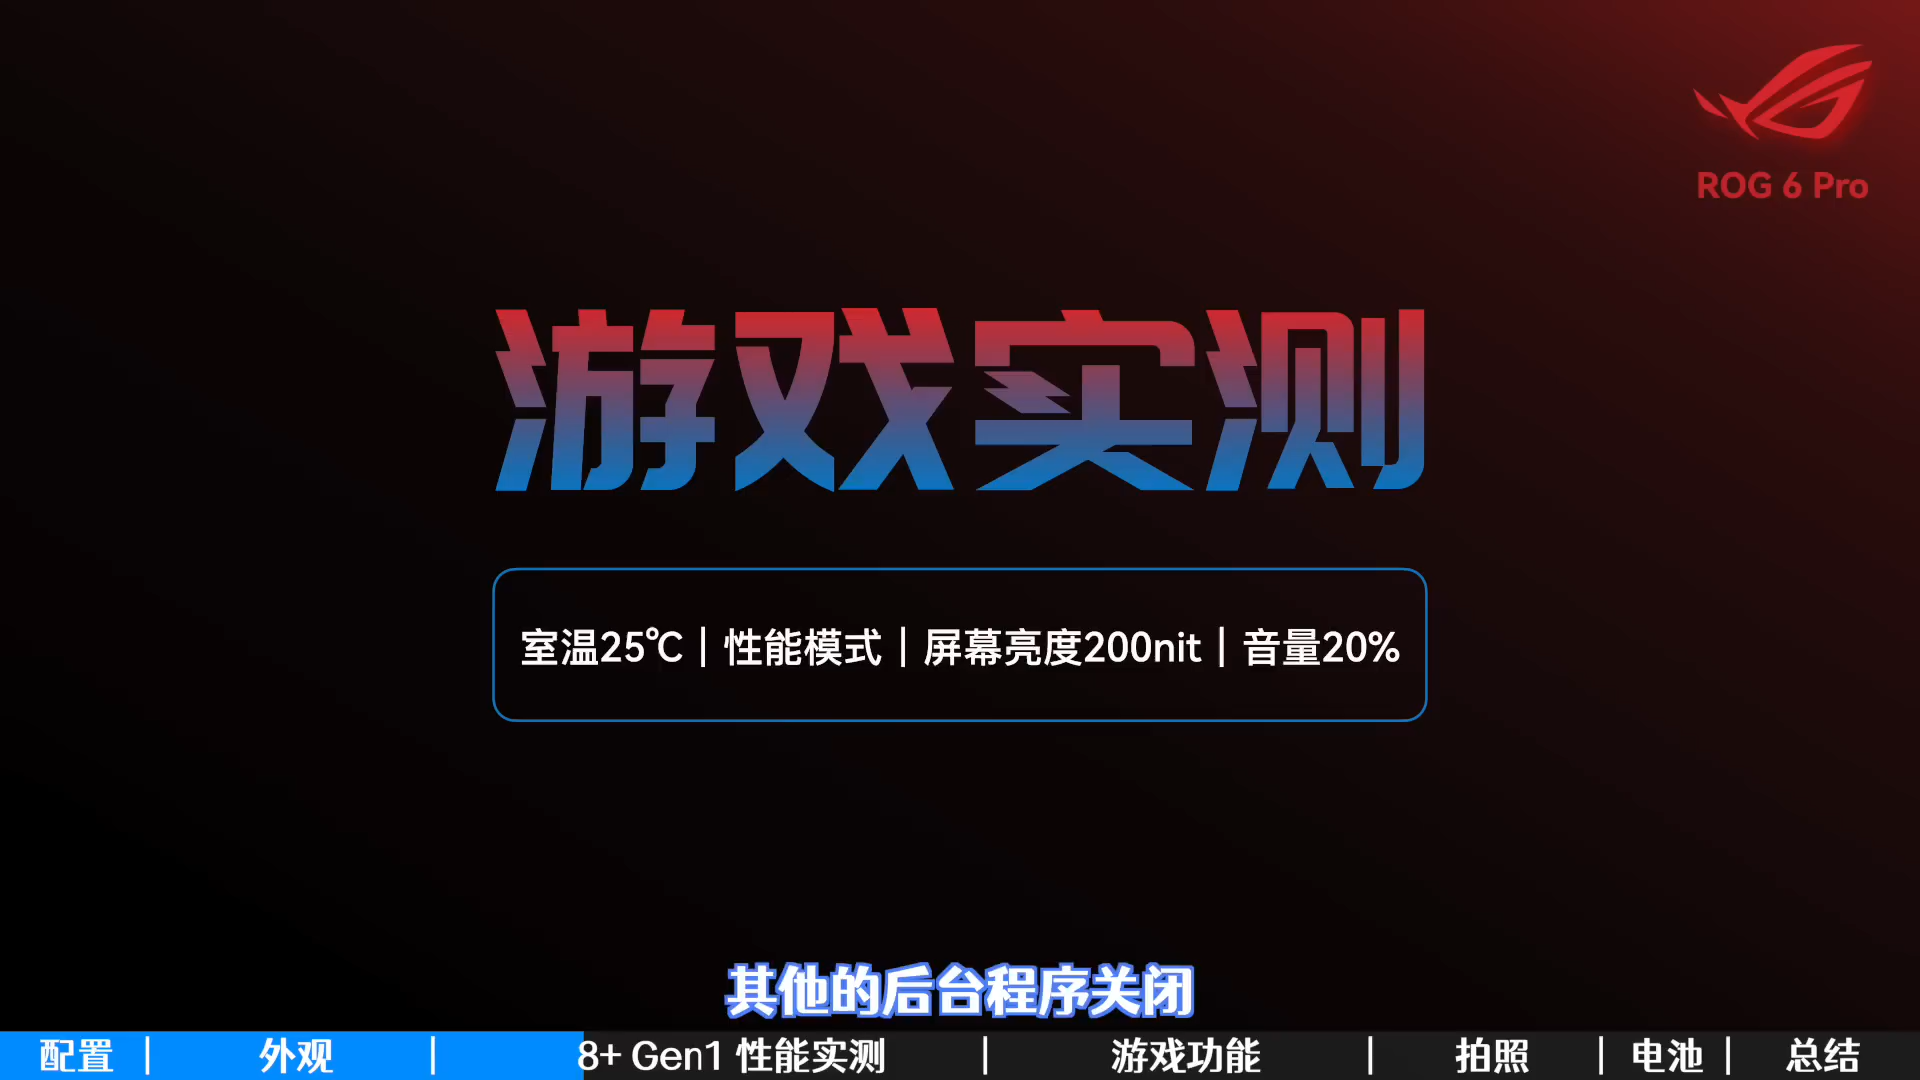 ROG 6 Pro
游戏实测
室温25℃｜性能模式｜屏幕亮度200nit｜音量20%
其他的后台程序关闭
配置｜外观｜8+ Gen1 性能实测｜游戏功能｜拍照｜电池｜总结